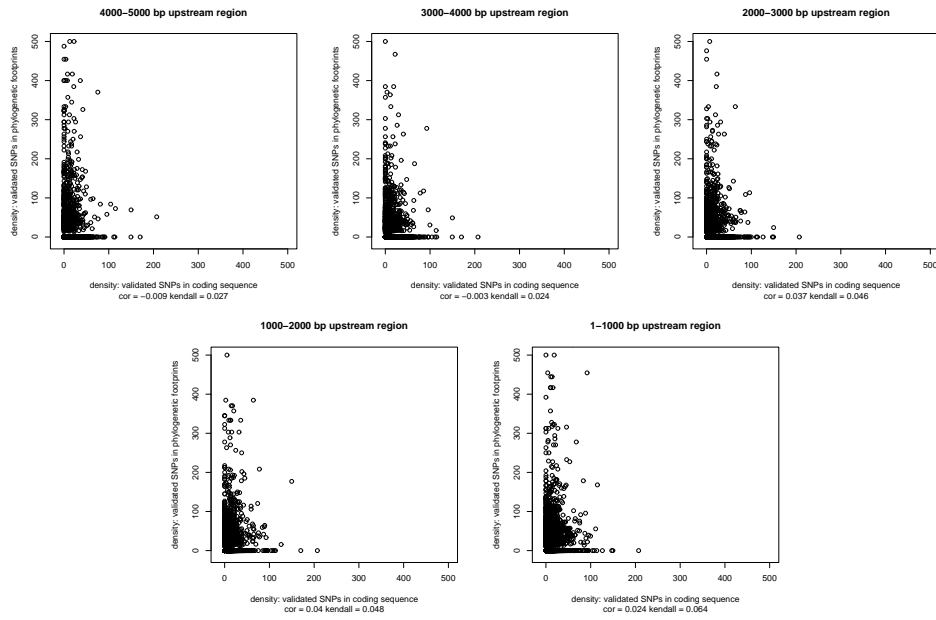 4000–5000 bp upstream region
density: validated SNPs in phylogenetic footprints
500
400
300
200
100
0
0 100 200 300 400 500
density: validated SNPs in coding sequence
cor = −0.009 kendall = 0.027
3000–4000 bp upstream region
density: validated SNPs in phylogenetic footprints
500
400
300
200
100
0
0 100 200 300 400 500
density: validated SNPs in coding sequence
cor = −0.003 kendall = 0.024
2000–3000 bp upstream region
density: validated SNPs in phylogenetic footprints
500
400
300
200
100
0
0 100 200 300 400 500
density: validated SNPs in coding sequence
cor = 0.037 kendall = 0.046
1000–2000 bp upstream region
density: validated SNPs in phylogenetic footprints
500
400
300
200
100
0
0 100 200 300 400 500
density: validated SNPs in coding sequence
cor = 0.04 kendall = 0.048
1–1000 bp upstream region
density: validated SNPs in phylogenetic footprints
500
400
300
200
100
0
0 100 200 300 400 500
density: validated SNPs in coding sequence
cor = 0.024 kendall = 0.064